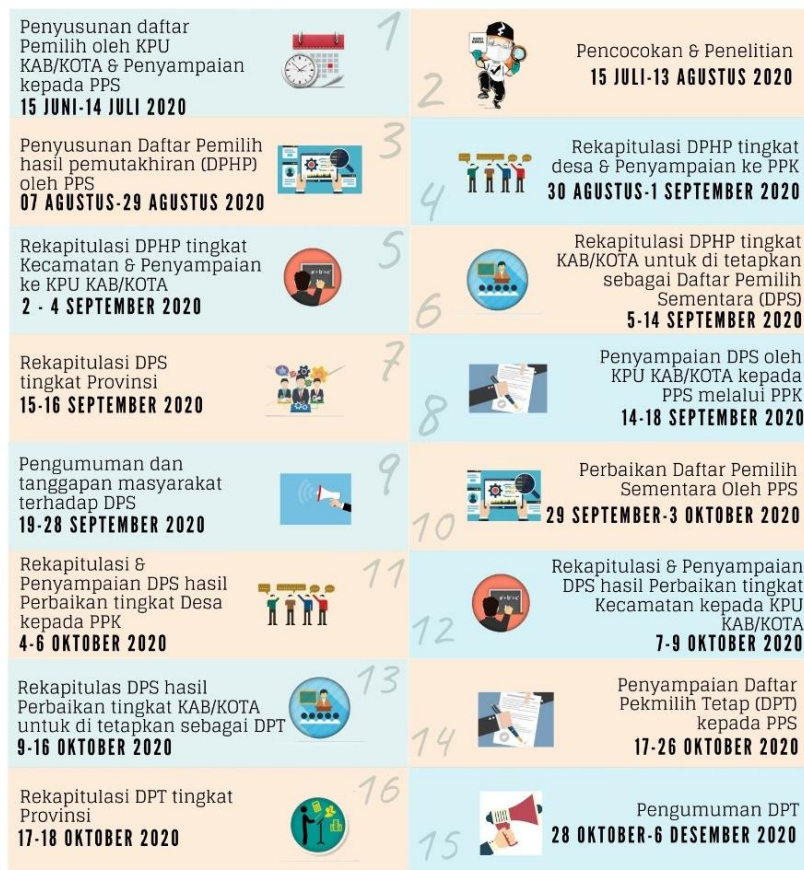 1
Penyusunan daftar
Pemilih oleh KPU
KAB/KOTA & Penyampaian
kepada PPS
15 JUNI-14 JULI 2020
2
Pencocokan & Penelitian
15 JULI-13 AGUSTUS 2020
3
Penyusunan Daftar Pemilih
hasil pemutakhiran (DPHP)
oleh PPS
07 AGUSTUS-29 AGUSTUS 2020
4
Rekapitulasi DPHP tingkat
desa & Penyampaian ke PPK
30 AGUSTUS-1 SEPTEMBER 2020
5
Rekapitulasi DPHP tingkat
Kecamatan & Penyampaian
ke KPU KAB/KOTA
2 - 4 SEPTEMBER 2020
6
Rekapitulasi DPHP tingkat
KAB/KOTA untuk di tetapkan
sebagai Daftar Pemilih
Sementara (DPS)
5-14 SEPTEMBER 2020
7
Rekapitulasi DPS
tingkat Provinsi
15-16 SEPTEMBER 2020
8
Penyampaian DPS oleh
KPU KAB/KOTA kepada
PPS melalui PPK
14-18 SEPTEMBER 2020
9
Pengumuman dan
tanggapan masyarakat
terhadap DPS
19-28 SEPTEMBER 2020
10
Perbaikan Daftar Pemilih
Sementara Oleh PPS
29 SEPTEMBER-3 OKTOBER 2020
11
Rekapitulasi &
Penyampaian DPS hasil
Perbaikan tingkat Desa
kepada PPK
4-6 OKTOBER 2020
12
Rekapitulasi & Penyampaian
DPS hasil Perbaikan tingkat
Kecamatan kepada KPU
KAB/KOTA
7-9 OKTOBER 2020
13
Rekapitulas DPS hasil
Perbaikan tingkat KAB/KOTA
untuk di tetapkan sebagai DPT
9-16 OKTOBER 2020
14
Penyampaian Daftar
Pekmilih Tetap (DPT)
kepada PPS
17-26 OKTOBER 2020
16
Rekapitulasi DPT tingkat
Provinsi
17-18 OKTOBER 2020
15
Pengumuman DPT
28 OKTOBER-6 DESEMBER 2020